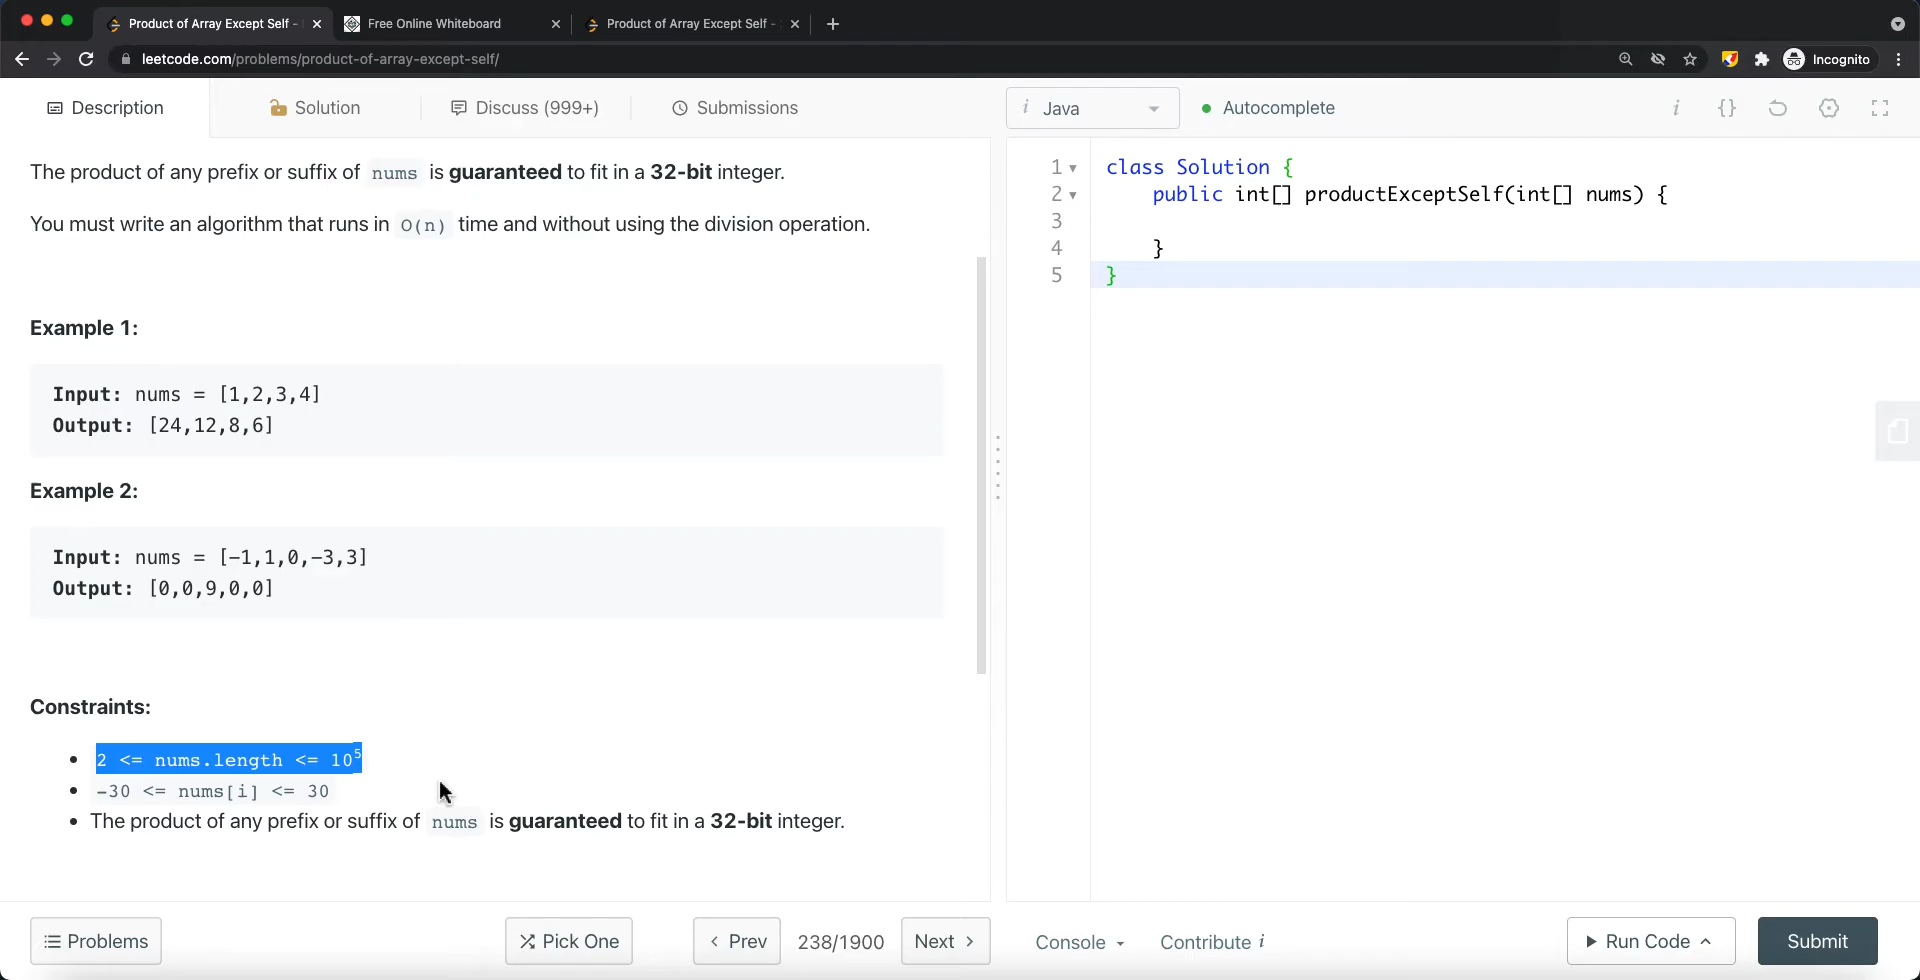 Product of Array Except Self -
Free Online Whiteboard
Product of Array Except Self -
leetcode.com/problems/product-of-array-except-self/
Incognito
Description
Solution
Discuss (999+)
Submissions
i Java
Autocomplete
i {}
The product of any prefix or suffix of nums is guaranteed to fit in a 32-bit integer.
You must write an algorithm that runs in O(n) time and without using the division operation.
Example 1:
Input: nums = [1,2,3,4]
Output: [24,12,8,6]
Example 2:
Input: nums = [-1,1,0,-3,3]
Output: [0,0,9,0,0]
Constraints:
• 2 <= nums.length <= 10⁵
• -30 <= nums[i] <= 30
• The product of any prefix or suffix of nums is guaranteed to fit in a 32-bit integer.
1 class Solution {
2 public int[] productExceptSelf(int[] nums) {
3
4 }
5 }
Problems
Pick One
Prev
238/1900
Next
Console
Contribute i
Run Code
Submit